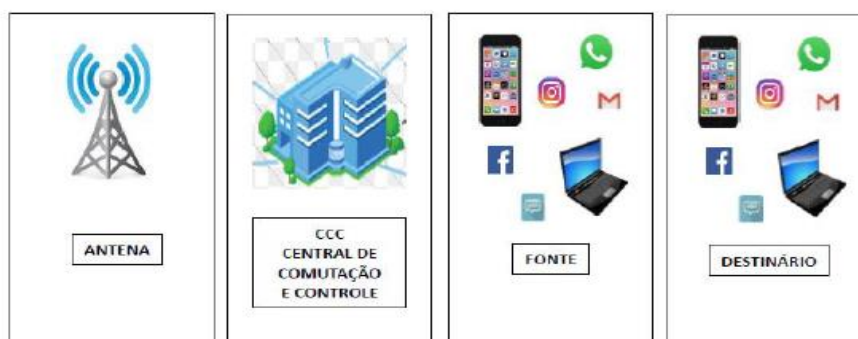 ANTENA
CCC
CENTRAL DE
COMUTAÇÃO
E CONTROLE
FONTE
DESTINÁRIO